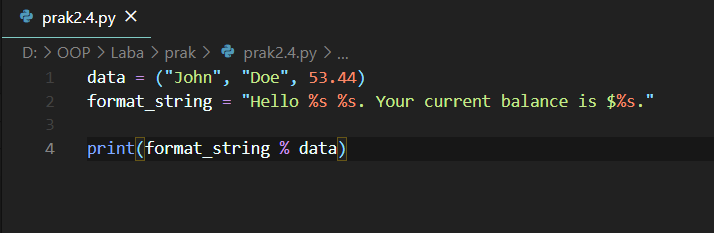 prak2.4.py ×
D: > OOP > Laba > prak > prak2.4.py > ...
1 data = ("John", "Doe", 53.44)
2 format_string = "Hello %s %s. Your current balance is $%s."
3
4 print(format_string % data)